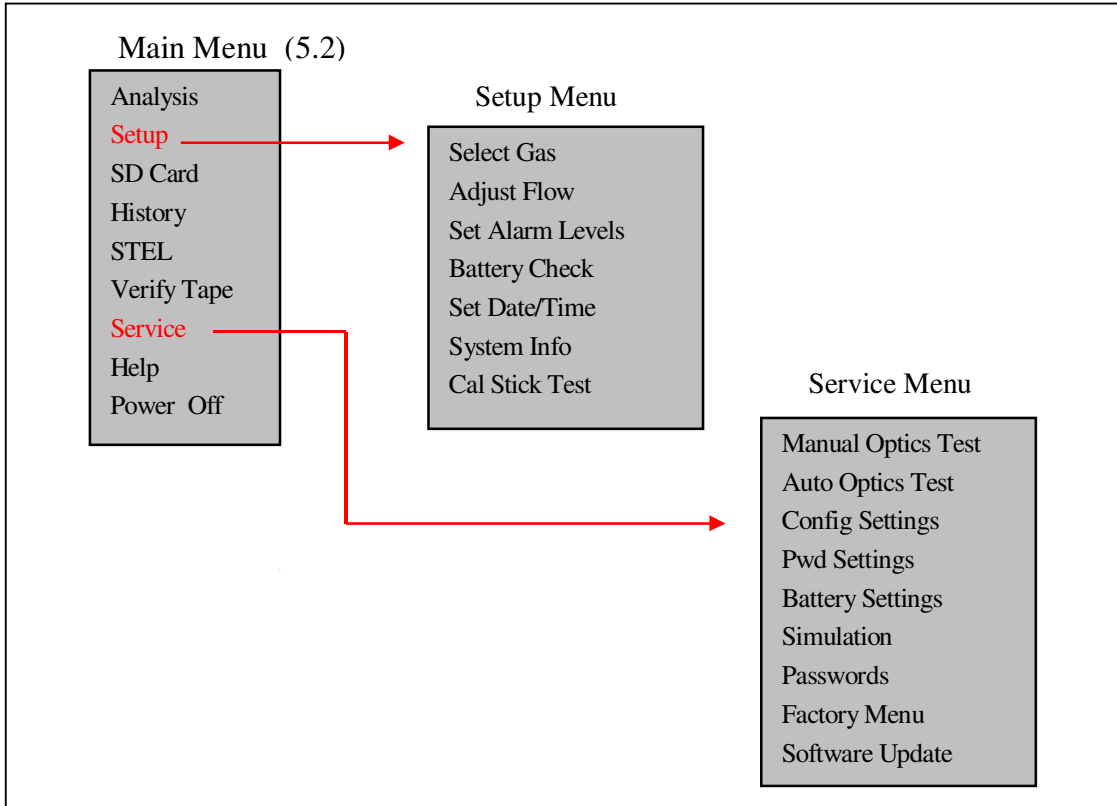 Main Menu (5.2)
Analysis
Setup
SD Card
History
STEL
Verify Tape
Service
Help
Power Off
Setup Menu
Select Gas
Adjust Flow
Set Alarm Levels
Battery Check
Set Date/Time
System Info
Cal Stick Test
Service Menu
Manual Optics Test
Auto Optics Test
Config Settings
Pwd Settings
Battery Settings
Simulation
Passwords
Factory Menu
Software Update